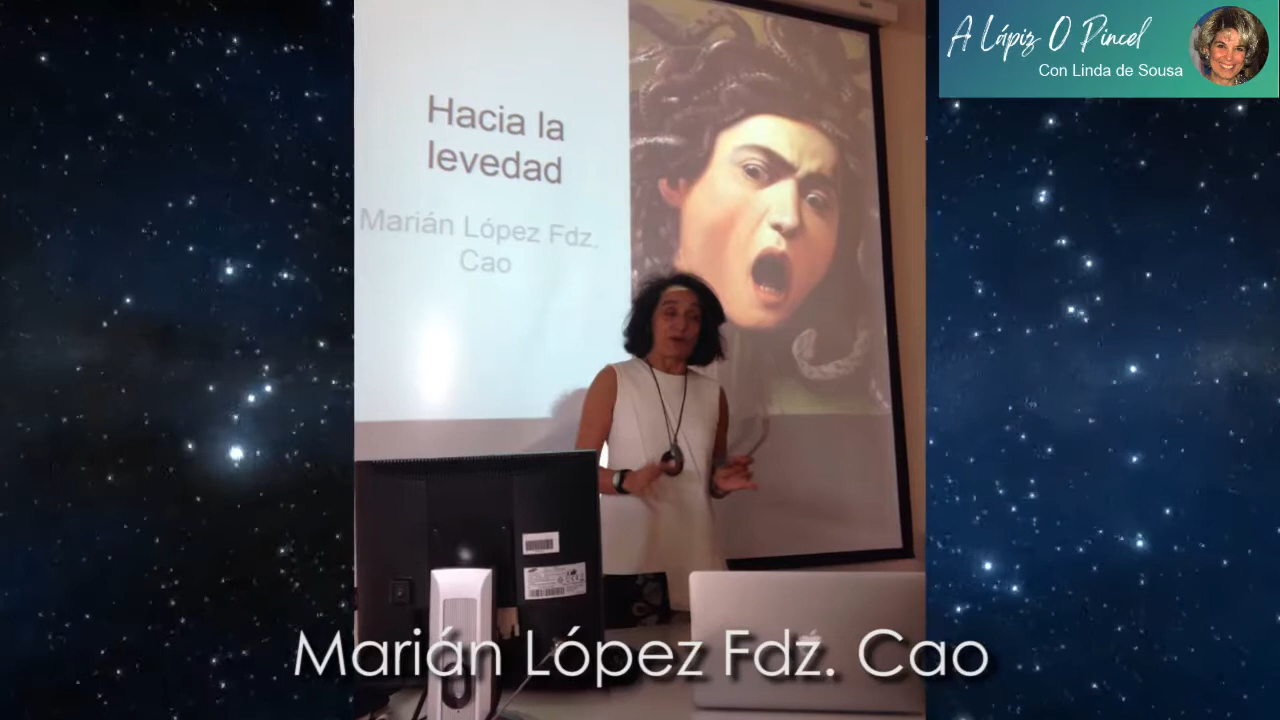 A Lápiz O Pincel
Con Linda de Sousa
Hacia la
levedad
Marián López Fdz.
Cao
Marián López Fdz. Cao